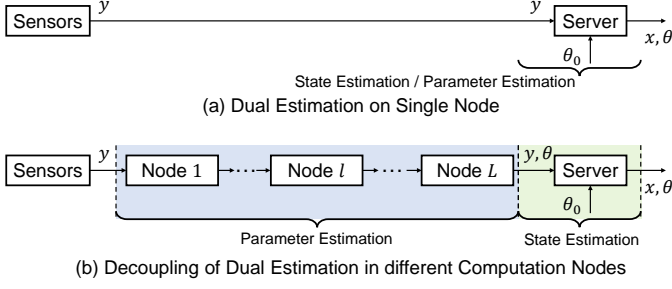 Sensors y y Server
x, θ
θ₀
State Estimation / Parameter Estimation
(a) Dual Estimation on Single Node
Sensors y Node 1 ··· Node l ··· Node L y, θ Server
x, θ
θ₀
Parameter Estimation State Estimation
(b) Decoupling of Dual Estimation in different Computation Nodes